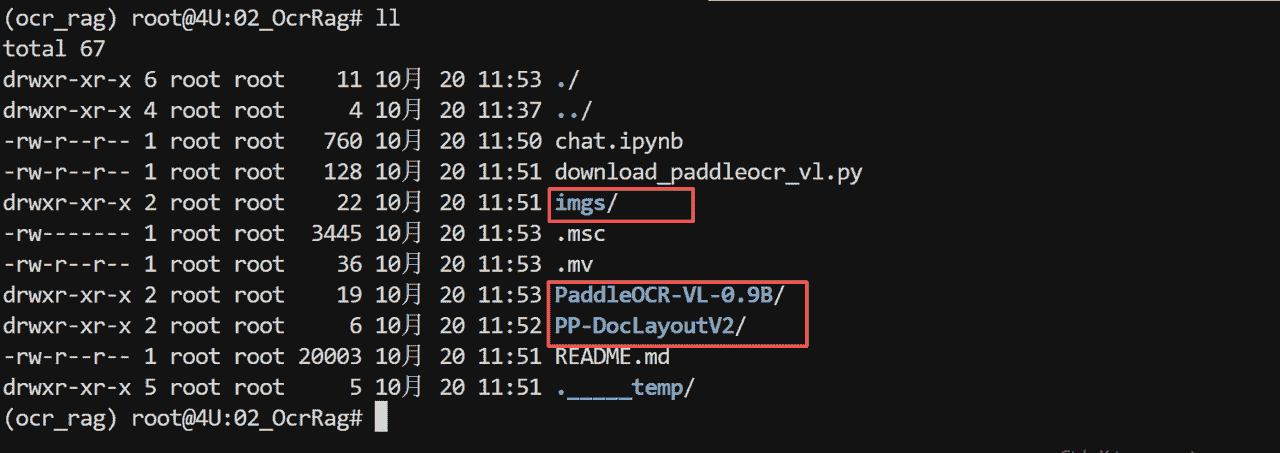 (ocr_rag) root@4U:02_OcrRag# ll
total 67
drwxr-xr-x 6 root root    11 10月 20 11:53 ./
drwxr-xr-x 4 root root     4 10月 20 11:37 ../
-rw-r--r-- 1 root root   760 10月 20 11:50 chat.ipynb
-rw-r--r-- 1 root root   128 10月 20 11:51 download_paddleocr_vl.py
drwxr-xr-x 2 root root    22 10月 20 11:51 imgs/
-rw------- 1 root root  3445 10月 20 11:53 .msc
-rw-r--r-- 1 root root    36 10月 20 11:53 .mv
drwxr-xr-x 2 root root    19 10月 20 11:53 PaddleOCR-VL-0.9B/
drwxr-xr-x 2 root root     6 10月 20 11:52 PP-DocLayoutV2/
-rw-r--r-- 1 root root 20003 10月 20 11:51 README.md
drwxr-xr-x 5 root root     5 10月 20 11:51 ._____temp/
(ocr_rag) root@4U:02_OcrRag#